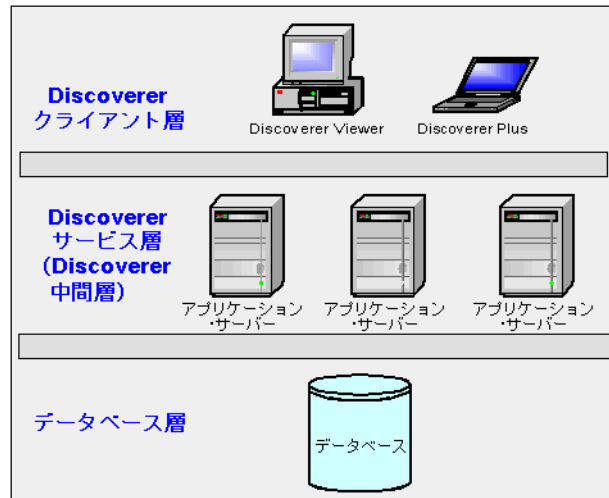 Discoverer
クライアント層
Discoverer Viewer
Discoverer Plus
Discoverer
サービス層
(Discoverer
中間層)
アプリケーション
・サーバー
アプリケーション
・サーバー
アプリケーション
・サーバー
データベース層
データベース